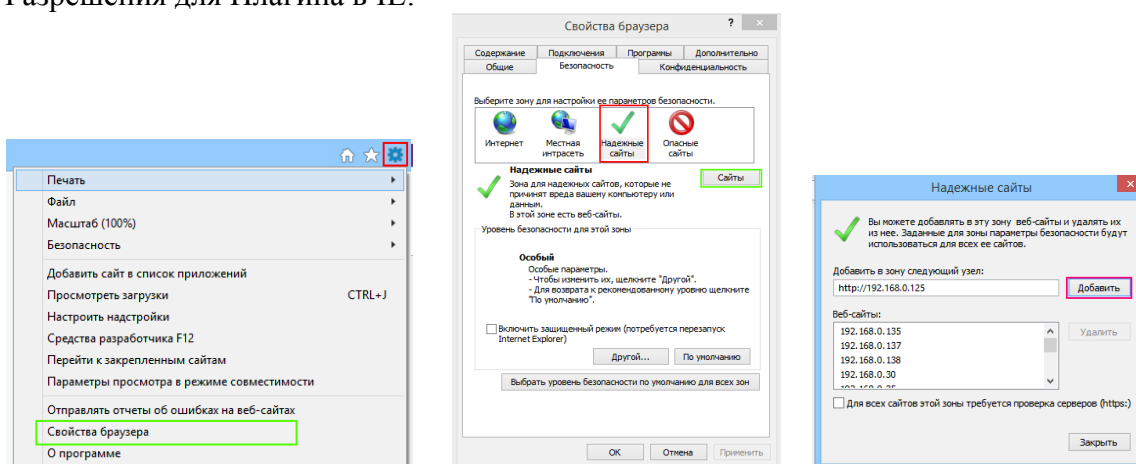 Разрешения для Плагина в IE:
Печать
Файл
Масштаб (100%)
Безопасность
Добавить сайт в список приложений
Просмотреть загрузки CTRL+J
Настроить надстройки
Средства разработчика F12
Перейти к закрепленным сайтам
Параметры просмотра в режиме совместимости
Отправлять отчеты об ошибках на веб-сайтах
Свойства браузера
О программе
Свойства браузера ? ×
Содержание Подключения Программы Дополнительно
Общие Безопасность Конфиденциальность
Выберите зону для настройки ее параметров безопасности.
Интернет Местная Надежные Опасные
интрасеть сайты сайты
Надежные сайты
Сайты
Зона для надежных сайтов, которые не
причинят вреда вашему компьютеру или
данным.
В этой зоне есть веб-сайты.
Уровень безопасности для этой зоны
Особый
Особые параметры.
- Чтобы изменить их, щелкните "Другой".
- Для возврата к рекомендованному уровню щелкните
"По умолчанию".
Включить защищенный режим (потребуется перезапуск
Internet Explorer)
Другой... По умолчанию
Выбрать уровень безопасности по умолчанию для всех зон
ОК Отмена Применить
Надежные сайты ×
Вы можете добавлять в эту зону веб-сайты и удалять их
из нее. Заданные для зоны параметры безопасности будут
использоваться для всех ее сайтов.
Добавить в зону следующий узел:
http://192.168.0.125 Добавить
Веб-сайты:
192.168.0.135 Удалить
192.168.0.137
192.168.0.138
192.168.0.30
Для всех сайтов этой зоны требуется проверка серверов (https:)
Закрыть